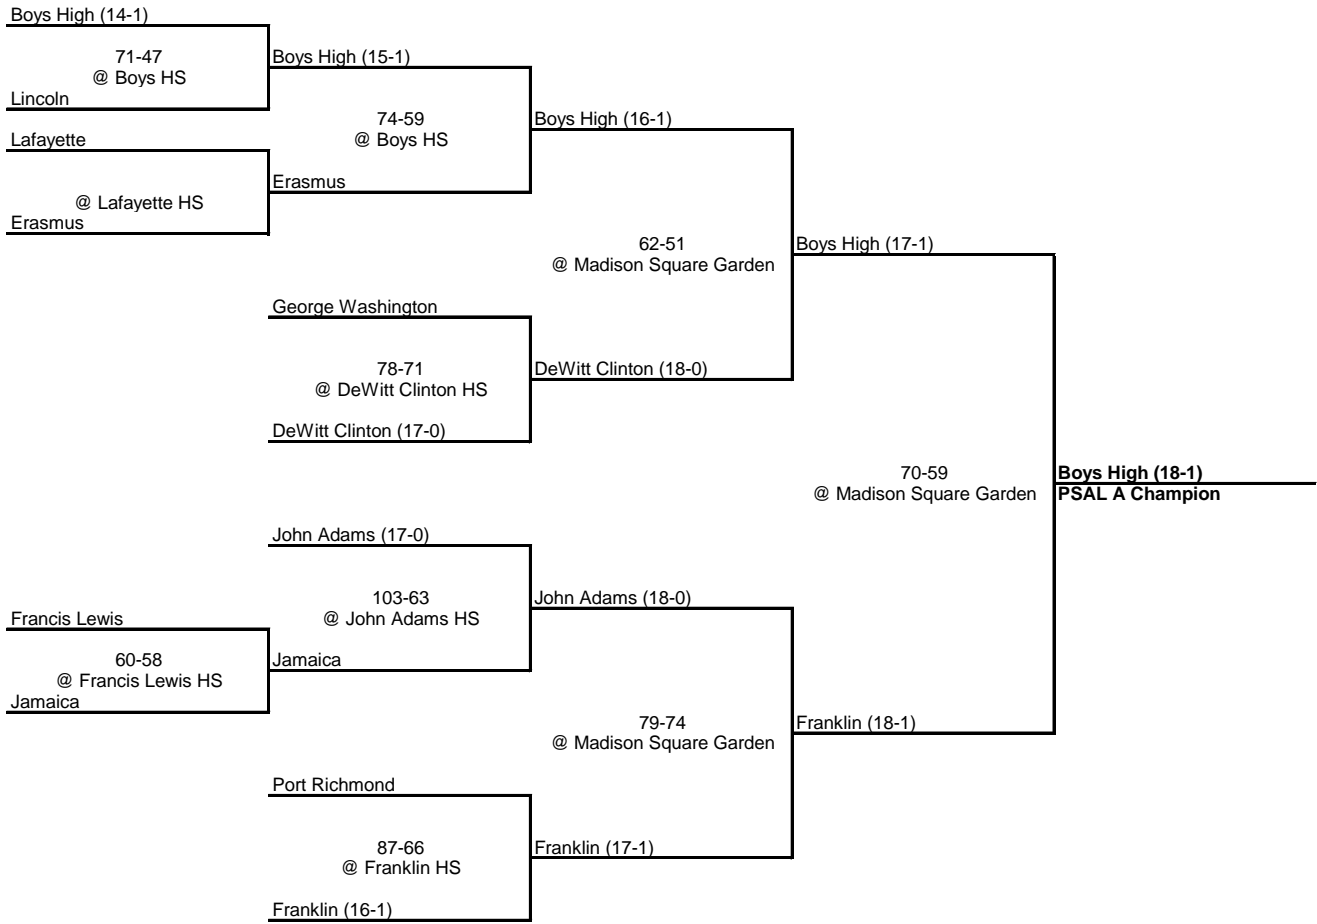 Boys High (14-1)
71-47
@ Boys HS
Lincoln
Boys High (15-1)
Lafayette
@ Lafayette HS
Erasmus
74-59
@ Boys HS
Erasmus
Boys High (16-1)
62-51
@ Madison Square Garden
George Washington
78-71
@ DeWitt Clinton HS
DeWitt Clinton (17-0)
DeWitt Clinton (18-0)
Boys High (17-1)
70-59
@ Madison Square Garden
Boys High (18-1)
PSAL A Champion
John Adams (17-0)
103-63
@ John Adams HS
Francis Lewis
60-58
@ Francis Lewis HS
Jamaica
Jamaica
John Adams (18-0)
79-74
@ Madison Square Garden
Franklin (18-1)
Port Richmond
87-66
@ Franklin HS
Franklin (16-1)
Franklin (17-1)